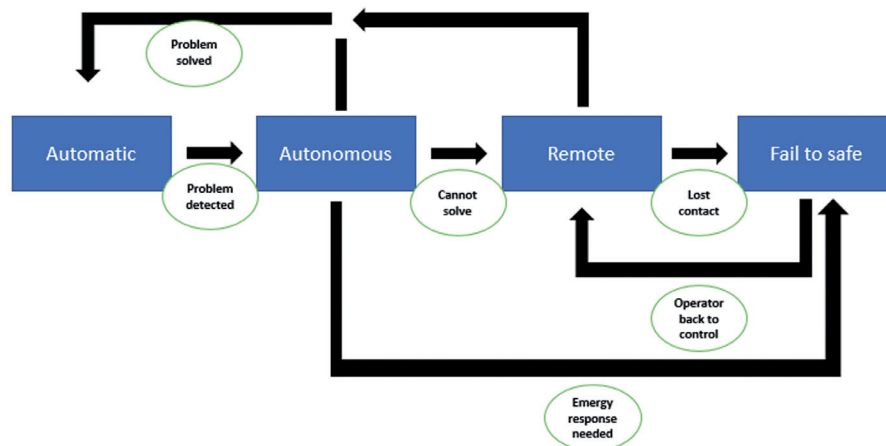 Problem
solved
Automatic
Autonomous
Remote
Fail to safe
Problem
detected
Cannot
solve
Lost
contact
Operator
back to
control
Emergy
response
needed